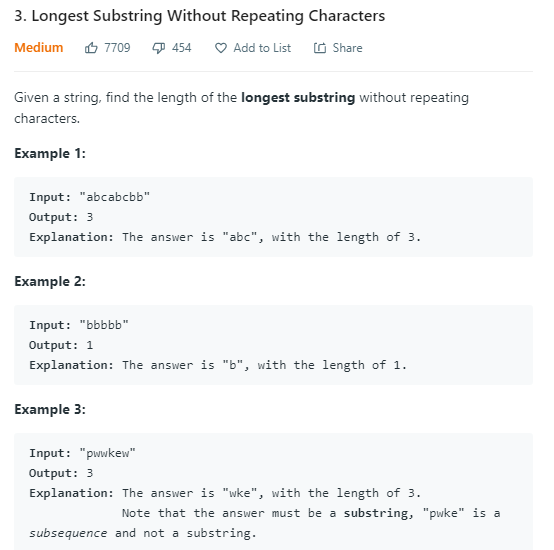 3. Longest Substring Without Repeating Characters
Medium 7709 454 Add to List Share
Given a string, find the length of the longest substring without repeating
characters.
Example 1:
Input: "abcabcbb"
Output: 3
Explanation: The answer is "abc", with the length of 3.
Example 2:
Input: "bbbbb"
Output: 1
Explanation: The answer is "b", with the length of 1.
Example 3:
Input: "pwwkew"
Output: 3
Explanation: The answer is "wke", with the length of 3.
Note that the answer must be a substring, "pwke" is a
subsequence and not a substring.